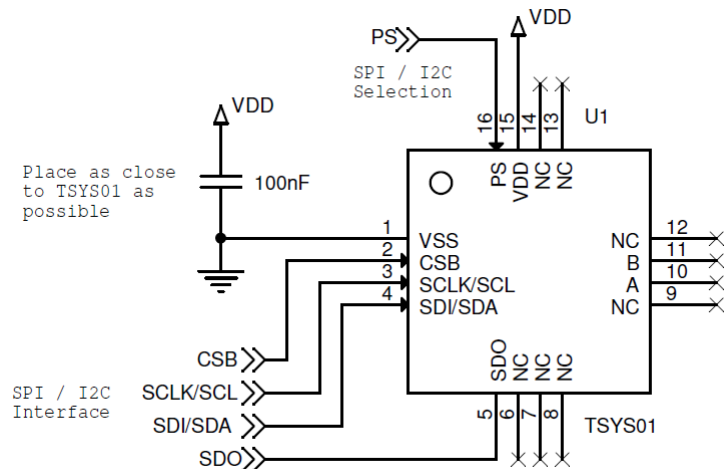 PS
VDD
SPI / I2C
Selection
VDD
16
15
14
13
U1
PS
VDD
NC
NC
Place as close
to TSYS01 as
possible
100nF
1
VSS
NC
12
2
CSB
B
11
3
SCLK/SCL
A
10
4
SDI/SDA
NC
9
SDO
NC
NC
NC
CSB
SPI / I2C
Interface
SCLK/SCL
SDI/SDA
SDO
5
6
7
8
TSYS01